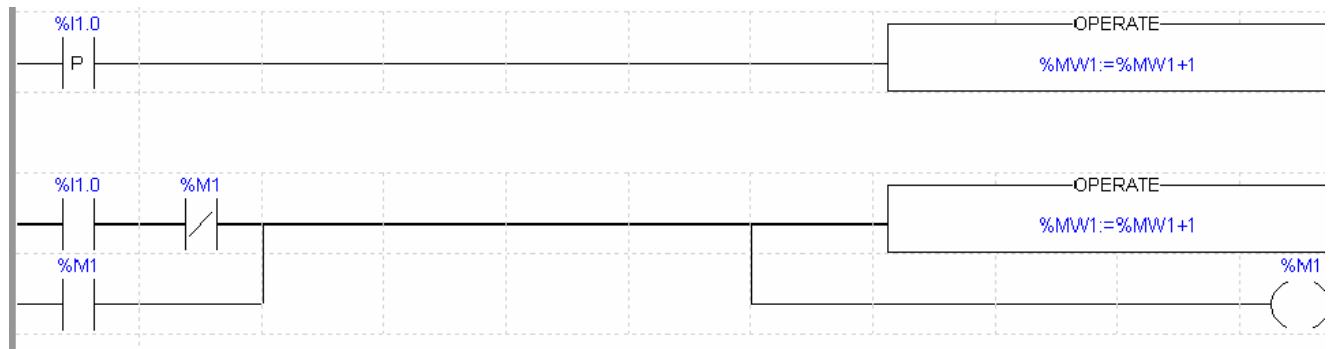 %I1.0
OPERATE
P
%MW1:=%MW1+1
%I1.0 %M1
OPERATE
%MW1:=%MW1+1
%M1 %M1